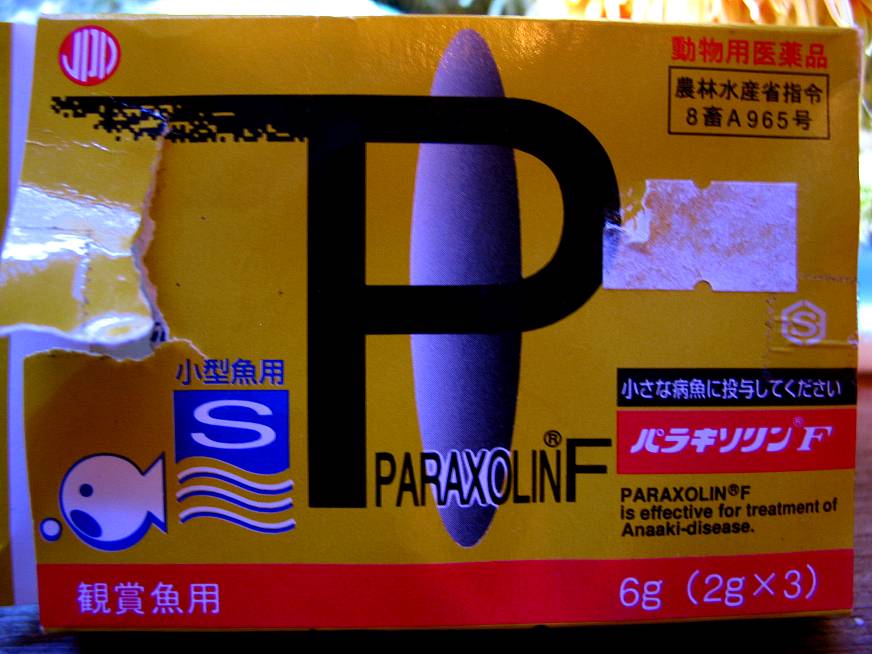 JPD
動物用医薬品
農林水産省指令
8畜A965号
P
小型魚用
S
S
小さな病魚に投与してください
パラキソリン®F
PARAXOLIN®F
PARAXOLIN®F
is effective for treatment of
Anaaki-disease.
観賞魚用
6g（2g×3）